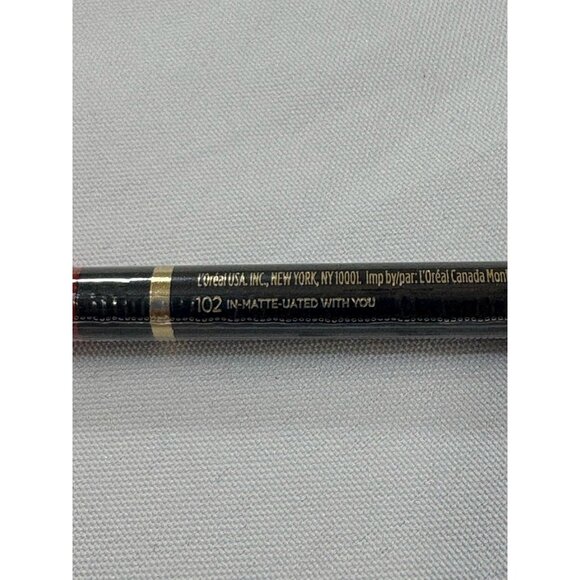 L'Oréal USA. INC., NEW YORK, NY 10001. Imp by/par: L'Oréal Canada Mont
102 IN-MATTE-UATED WITH YOU